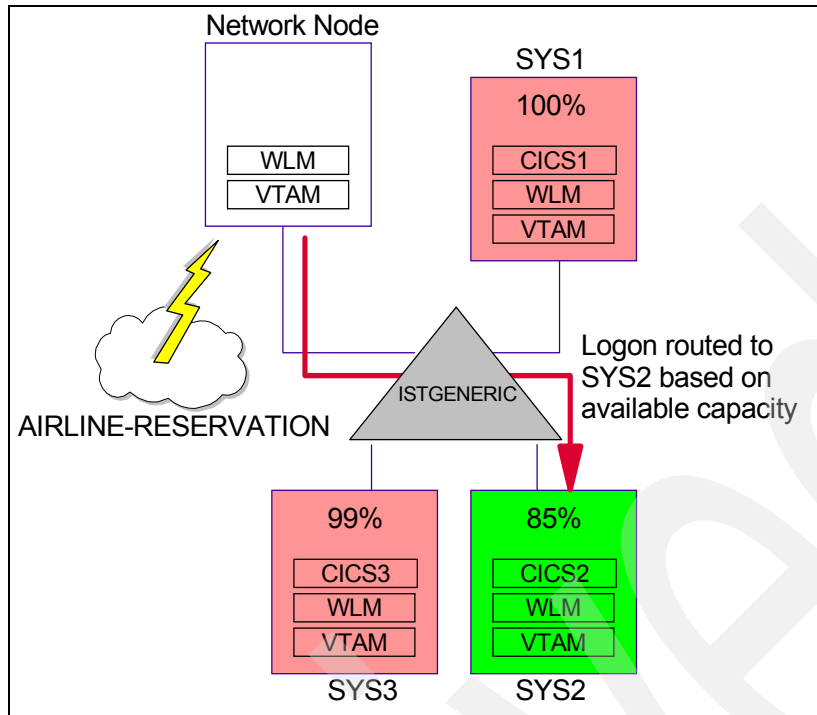 Network Node
WLM
VTAM
SYS1
100%
CICS1
WLM
VTAM
AIRLINE-RESERVATION
ISTGENERIC
Logon routed to
SYS2 based on
available capacity
99%
CICS3
WLM
VTAM
SYS3
85%
CICS2
WLM
VTAM
SYS2